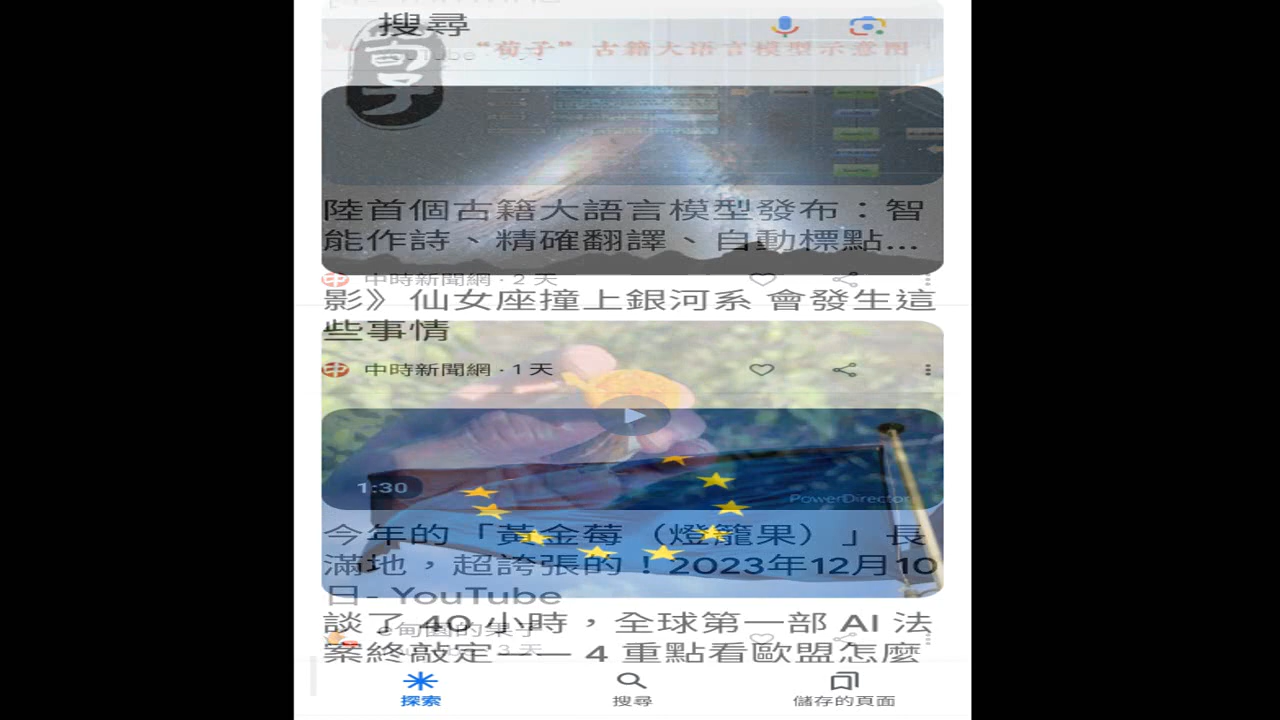 搜尋
“荀子”古籍大语言模型示意图
荀子
陸首個古籍大語言模型發布：智
能作詩、精確翻譯、自動標點...
中時新聞網 · 2 天
影》仙女座撞上銀河系 會發生這
些事情
中時新聞網 · 1 天
1:30
PowerDirector
今年的「黃金莓（燈籠果）」長
滿地，超誇張的！2023年12月10
日- YouTube
談了 40 小時，全球第一部 AI 法
案終敲定一一 4 重點看歐盟怎麼
探索
搜尋
儲存的頁面